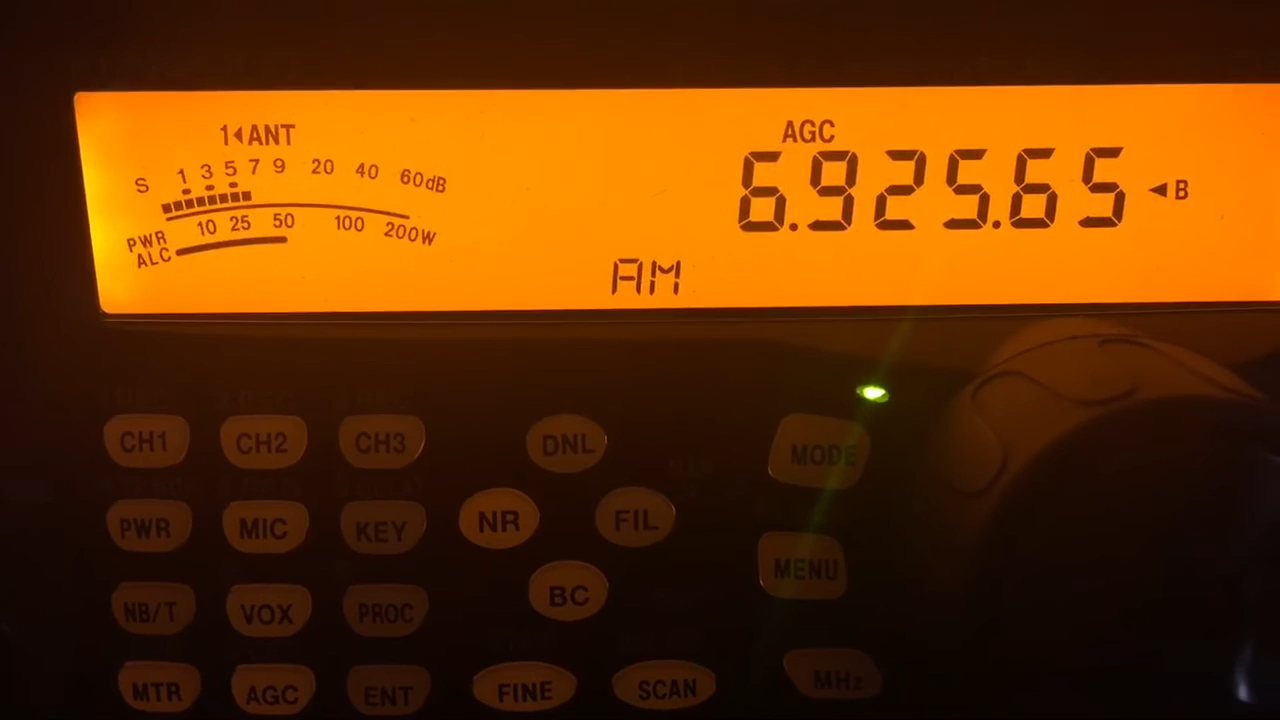 1◄ANT
AGC
S 1 3 5 7 9 20 40 60dB
6.925.65 ◄B
PWR 10 25 50 100 200W
ALC
AM
CH1 CH2 CH3 DNL MODE
PWR MIC KEY NR FIL
MENU
NB/T VOX PROC BC
MTR AGC ENT FINE SCAN MHz